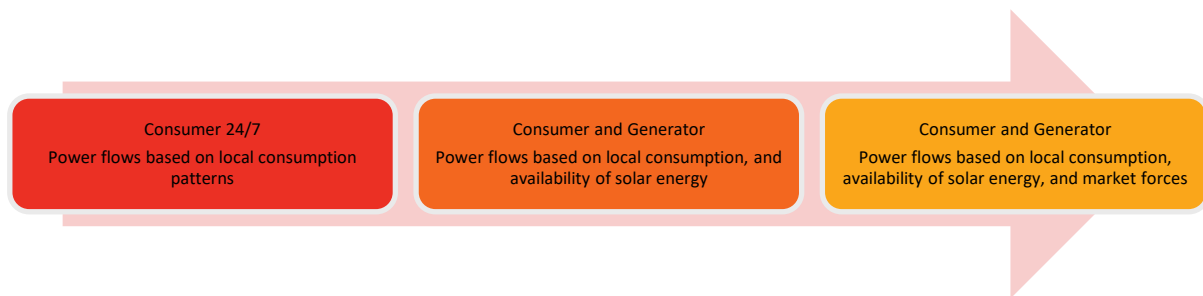 Consumer 24/7
Power flows based on local consumption
patterns
Consumer and Generator
Power flows based on local consumption, and
availability of solar energy
Consumer and Generator
Power flows based on local consumption,
availability of solar energy, and market forces